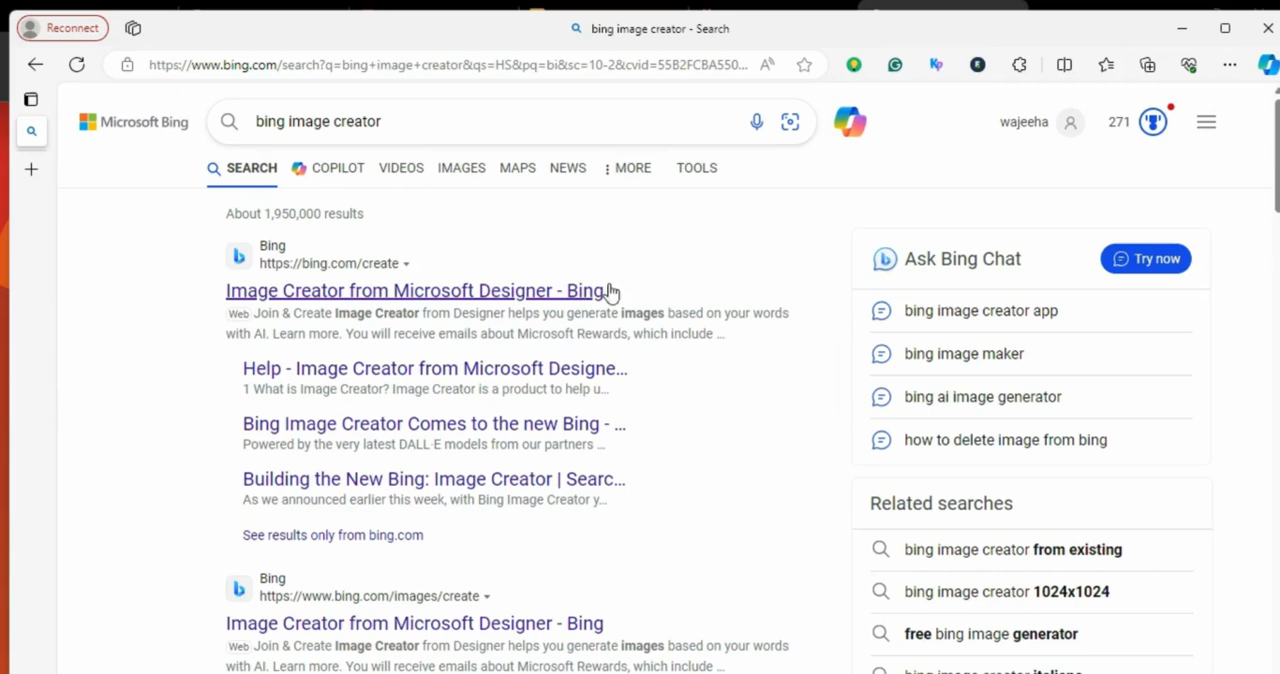 Reconnect
bing image creator - Search
https://www.bing.com/search?q=bing+image+creator&qs=HS&pq=bi&sc=10-2&cvid=55B2FCBA550...
Microsoft Bing
bing image creator
wajeeha
271
SEARCH
COPILOT
VIDEOS
IMAGES
MAPS
NEWS
MORE
TOOLS
About 1,950,000 results
Bing
https://bing.com/create
Image Creator from Microsoft Designer - Bing
Web Join & Create Image Creator from Designer helps you generate images based on your words
with AI. Learn more. You will receive emails about Microsoft Rewards, which include ...
Help - Image Creator from Microsoft Designe...
1 What is Image Creator? Image Creator is a product to help u...
Bing Image Creator Comes to the new Bing - ...
Powered by the very latest DALL∙E models from our partners ...
Building the New Bing: Image Creator | Searc...
As we announced earlier this week, with Bing Image Creator y...
See results only from bing.com
Bing
https://www.bing.com/images/create
Image Creator from Microsoft Designer - Bing
Web Join & Create Image Creator from Designer helps you generate images based on your words
with AI. Learn more. You will receive emails about Microsoft Rewards, which include ...
Ask Bing Chat
Try now
bing image creator app
bing image maker
bing ai image generator
how to delete image from bing
Related searches
bing image creator from existing
bing image creator 1024x1024
free bing image generator
bing image creator